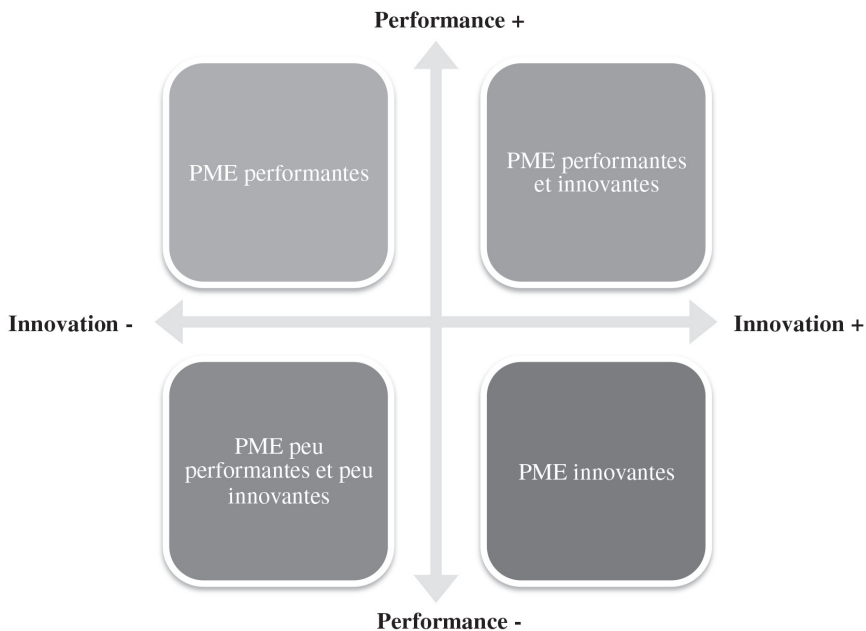 Performance +
PME performantes
PME performantes
et innovantes
Innovation -
Innovation +
PME peu
performantes et peu
innovantes
PME innovantes
Performance -